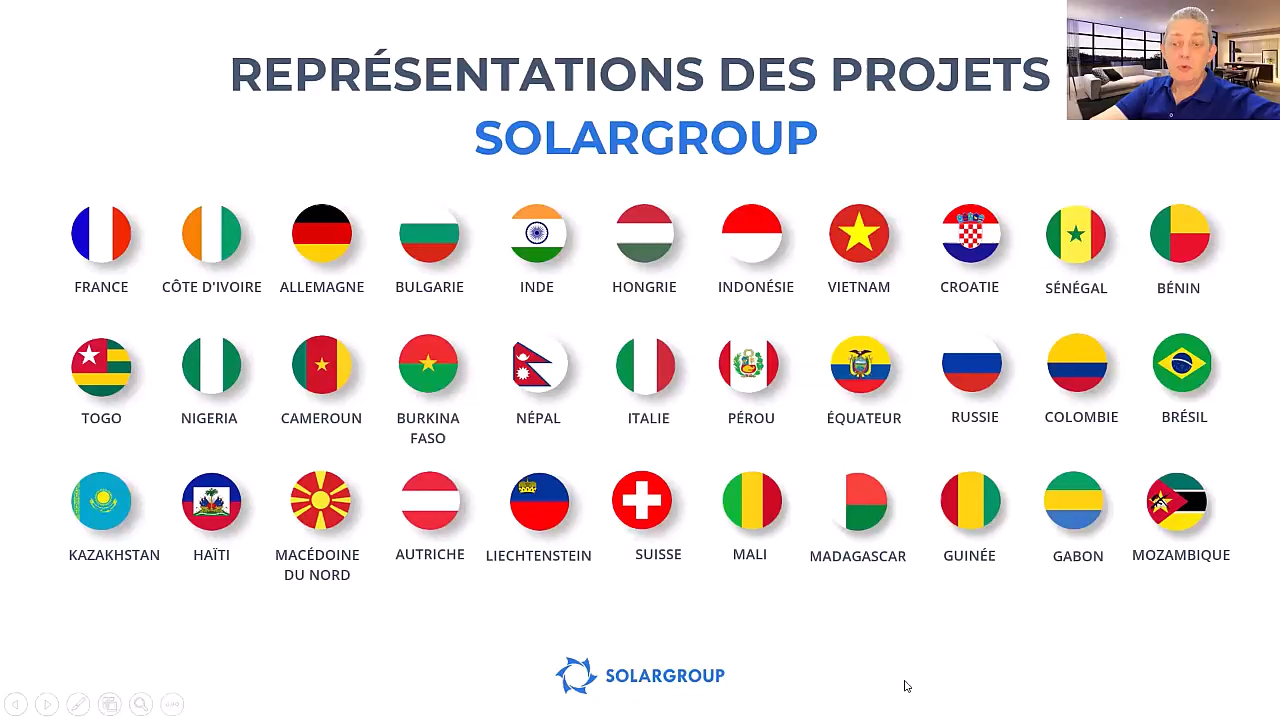 REPRÉSENTATIONS DES PROJETS
SOLARGROUP
FRANCE
CÔTE D'IVOIRE
ALLEMAGNE
BULGARIE
INDE
HONGRIE
INDONÉSIE
VIETNAM
CROATIE
SÉNÉGAL
BÉNIN
TOGO
NIGERIA
CAMEROUN
BURKINA
FASO
NÉPAL
ITALIE
PÉROU
ÉQUATEUR
RUSSIE
COLOMBIE
BRÉSIL
KAZAKHSTAN
HAÏTI
MACÉDOINE
DU NORD
AUTRICHE
LIECHTENSTEIN
SUISSE
MALI
MADAGASCAR
GUINÉE
GABON
MOZAMBIQUE
SOLARGROUP